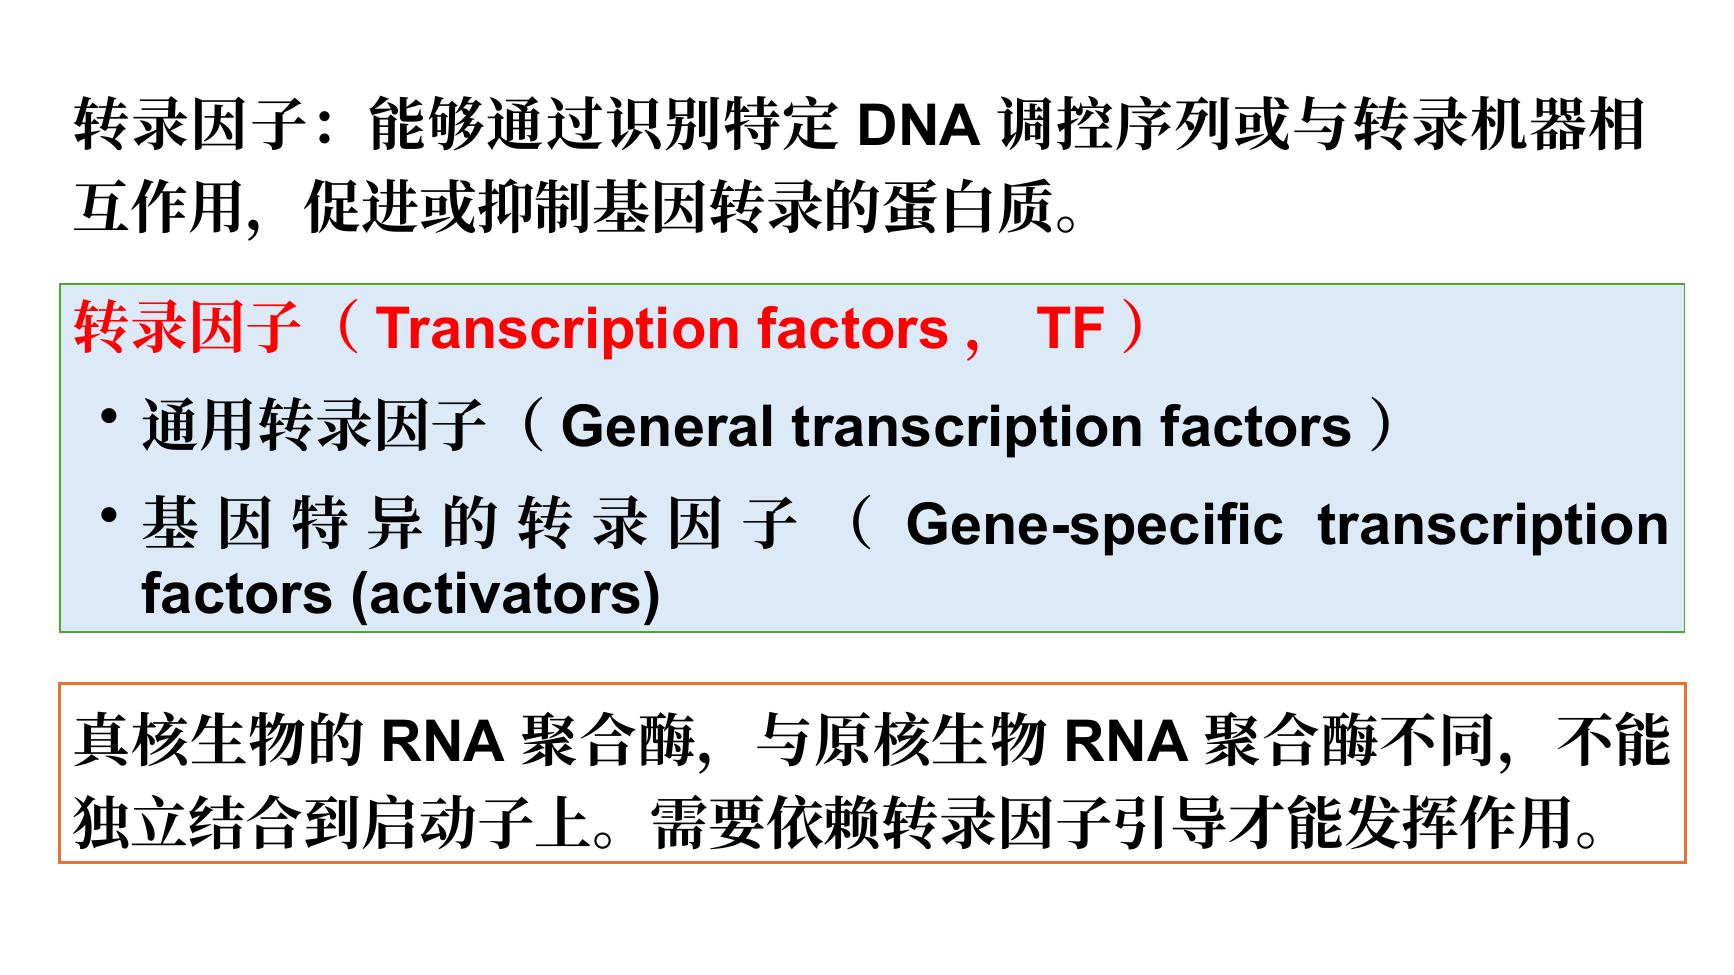 转录因子：能够通过识别特定 DNA 调控序列或与转录机器相
互作用，促进或抑制基因转录的蛋白质。
转录因子（Transcription factors， TF）
• 通用转录因子（General transcription factors）
• 基因特异的转录因子（Gene-specific transcription
factors (activators)
真核生物的 RNA 聚合酶，与原核生物 RNA 聚合酶不同，不能
独立结合到启动子上。需要依赖转录因子引导才能发挥作用。